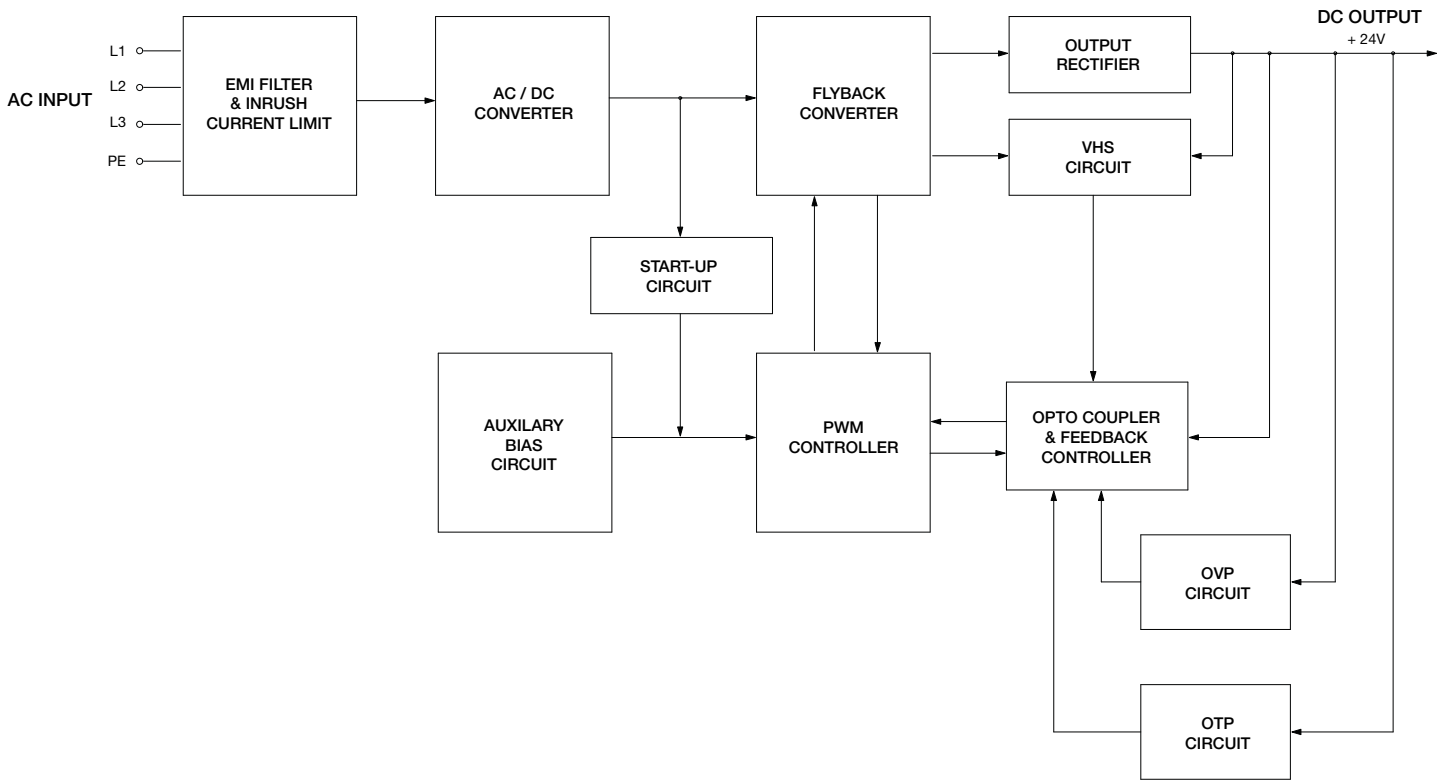 DC OUTPUT
+ 24V
AC INPUT
L1
L2
L3
PE
EMI FILTER
& INRUSH
CURRENT LIMIT
AC / DC
CONVERTER
FLYBACK
CONVERTER
OUTPUT
RECTIFIER
VHS
CIRCUIT
START-UP
CIRCUIT
AUXILARY
BIAS
CIRCUIT
PWM
CONTROLLER
OPTO COUPLER
& FEEDBACK
CONTROLLER
OVP
CIRCUIT
OTP
CIRCUIT